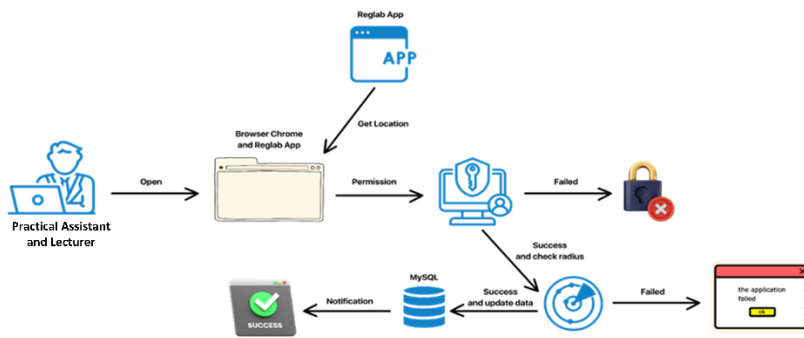 Reglab App
APP
Get Location
Browser Chrome
and Reglab App
Open
Permission
Failed
Practical Assistant
and Lecturer
Success
and check radius
MySQL
Notification
Success
and update data
Failed
the application
failed
ok
SUCCESS